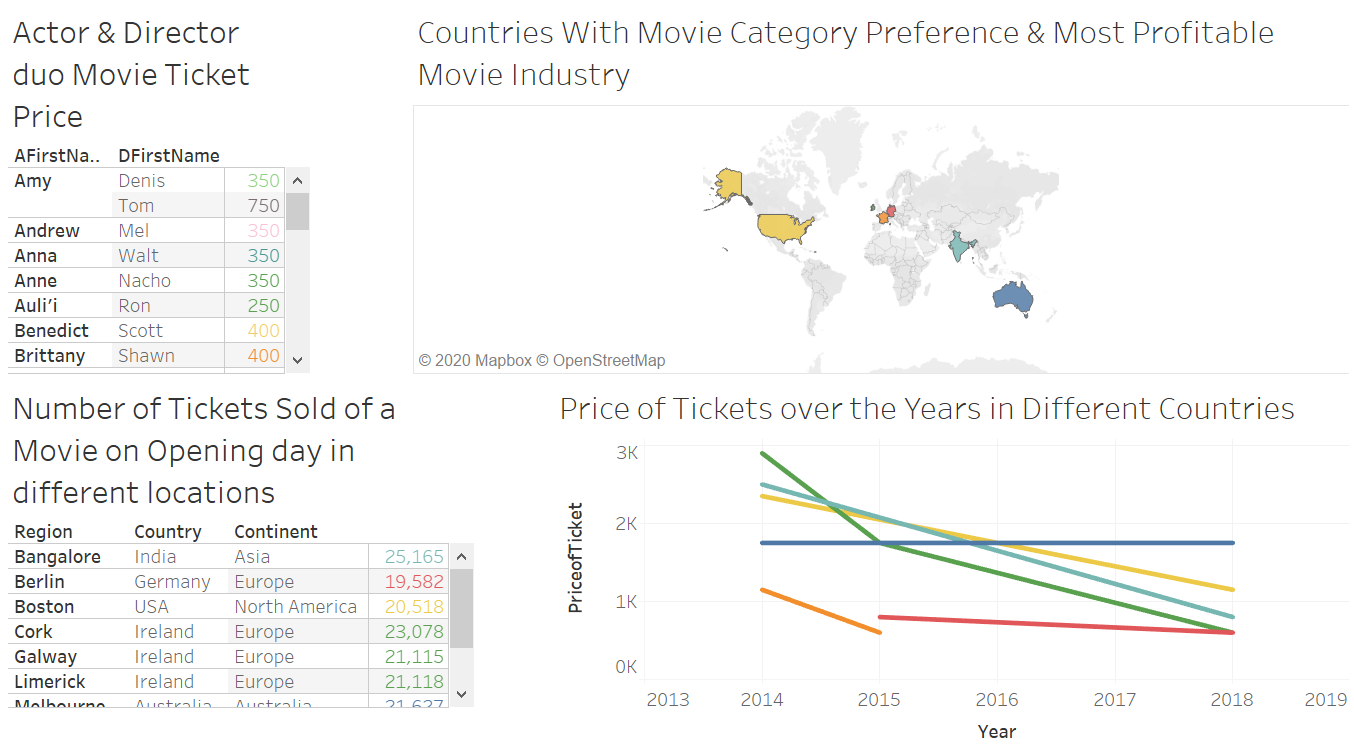 Actor & Director
duo Movie Ticket
Price
AFirstNa.. DFirstName
Amy Denis 350
Tom 750
Andrew Mel 350
Anna Walt 350
Anne Nacho 350
Auli’i Ron 250
Benedict Scott 400
Brittany Shawn 400
Countries With Movie Category Preference & Most Profitable
Movie Industry
© 2020 Mapbox © OpenStreetMap
Number of Tickets Sold of a
Movie on Opening day in
different locations
Region Country Continent
Bangalore India Asia 25,165
Berlin Germany Europe 19,582
Boston USA North America 20,518
Cork Ireland Europe 23,078
Galway Ireland Europe 21,115
Limerick Ireland Europe 21,118
Melbourne Australia Australia 21,627
Price of Tickets over the Years in Different Countries
PriceofTicket
3K
2K
1K
0K
2013 2014 2015 2016 2017 2018 2019
Year